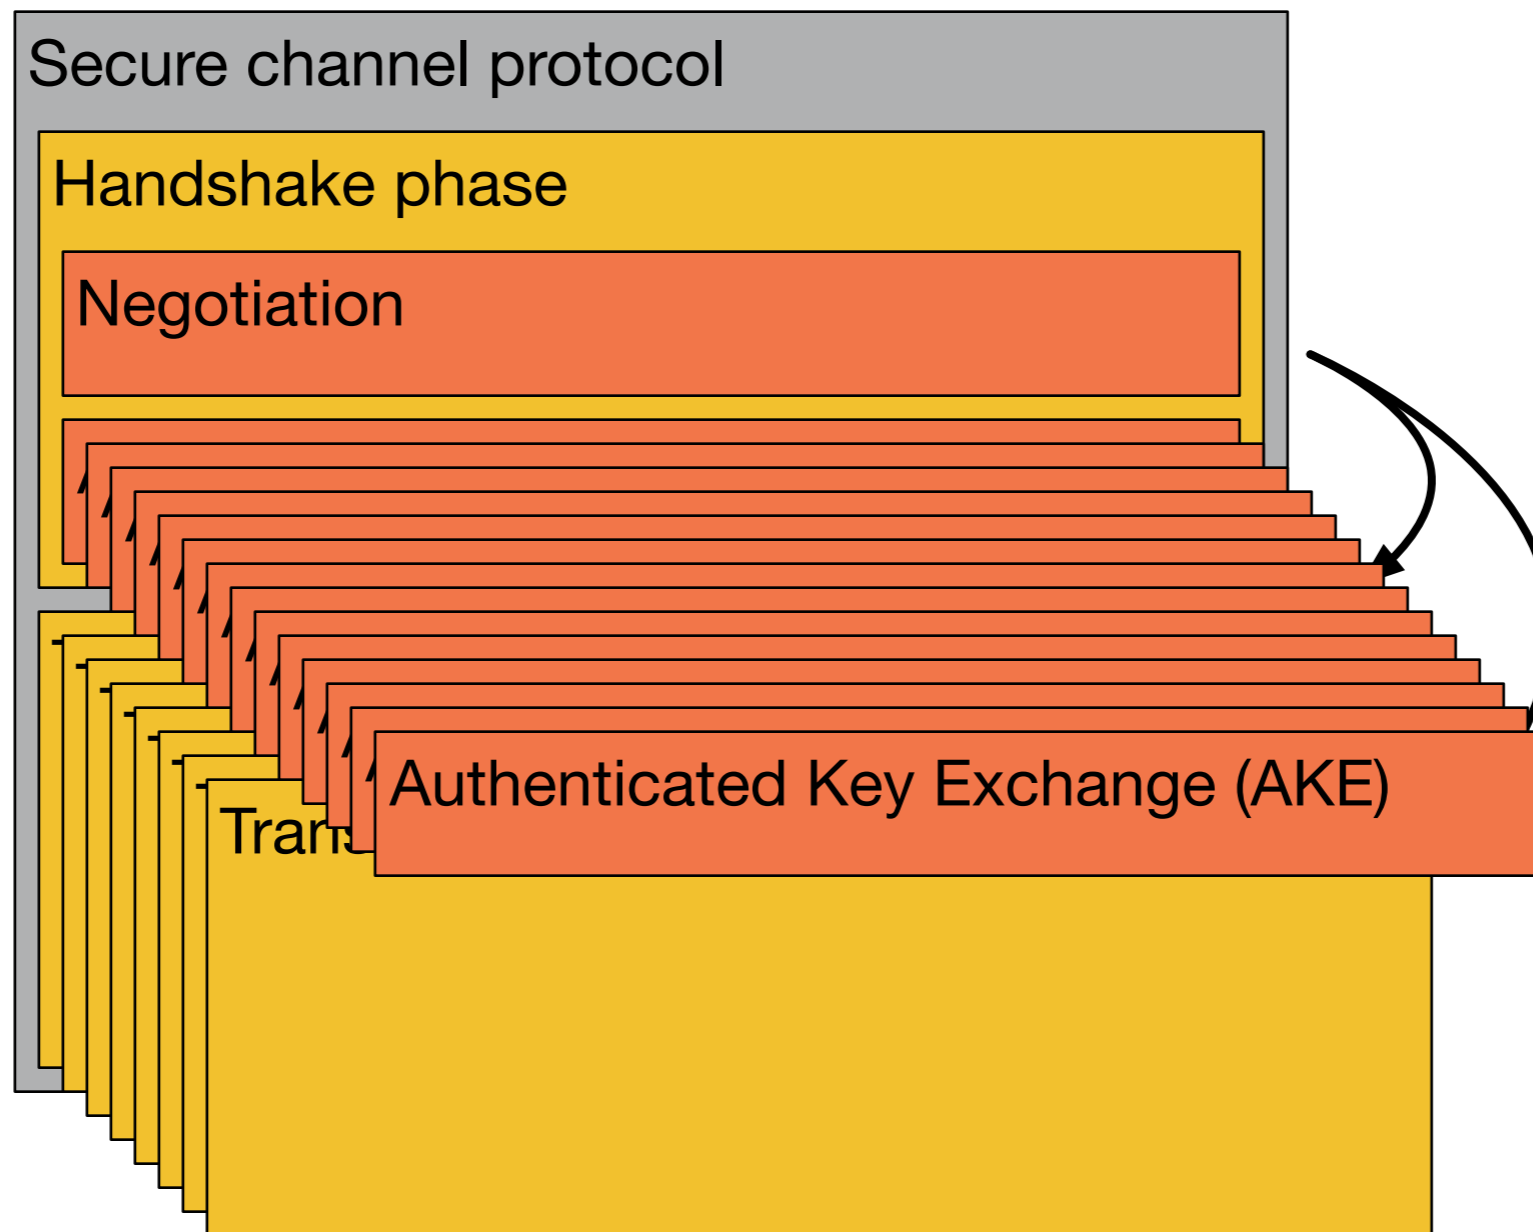 Secure channel protocol
Handshake phase
Negotiation
Authenticated Key Exchange (AKE)